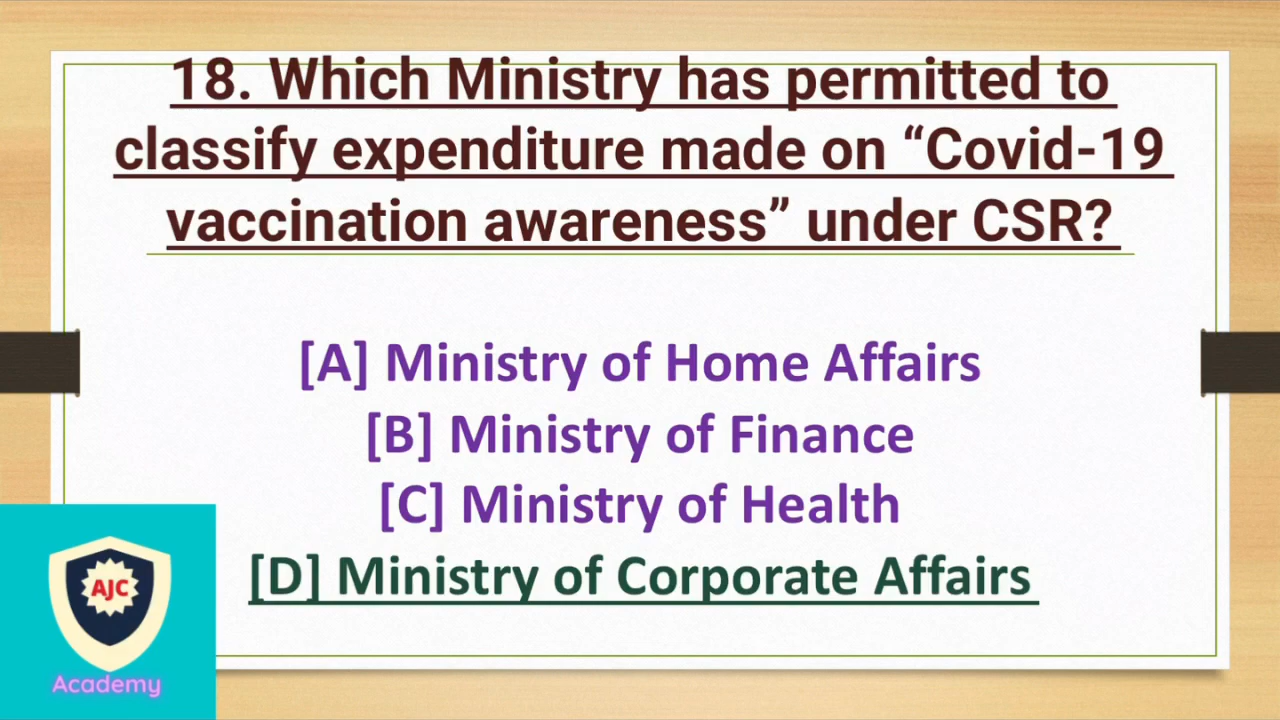 18. Which Ministry has permitted to
classify expenditure made on “Covid-19
vaccination awareness” under CSR?
[A] Ministry of Home Affairs
[B] Ministry of Finance
[C] Ministry of Health
[D] Ministry of Corporate Affairs
AJC
Academy